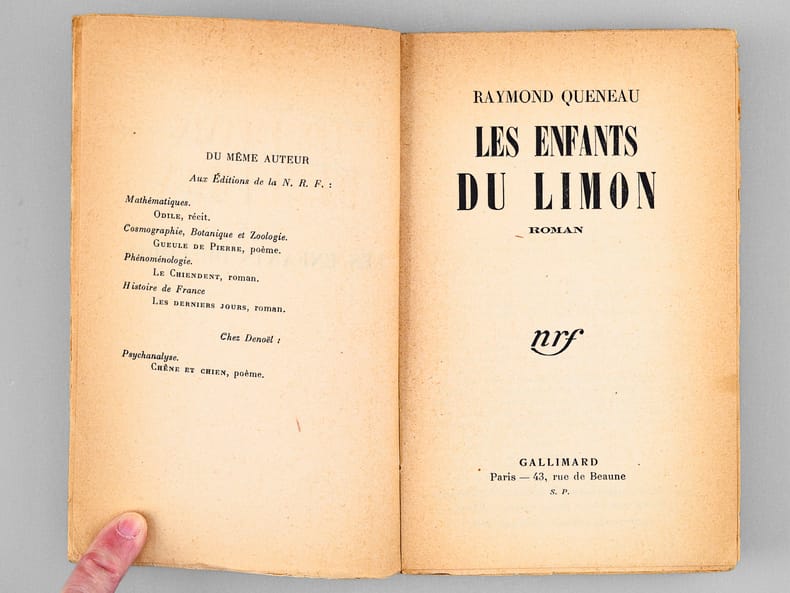 DU MÊME AUTEUR
Aux Éditions de la N. R. F. :
Mathématiques.
ODILE, récit.
Cosmographie, Botanique et Zoologie.
GUEULE DE PIERRE, poème.
Phénoménologie.
LE CHIENDENT, roman.
Histoire de France
LES DERNIERS JOURS, roman.
Chez Denoël :
Psychanalyse.
CHÊNE ET CHIEN, poème.
RAYMOND QUENEAU
LES ENFANTS
DU LIMON
ROMAN
nrf
GALLIMARD
Paris — 43, rue de Beaune
S. P.